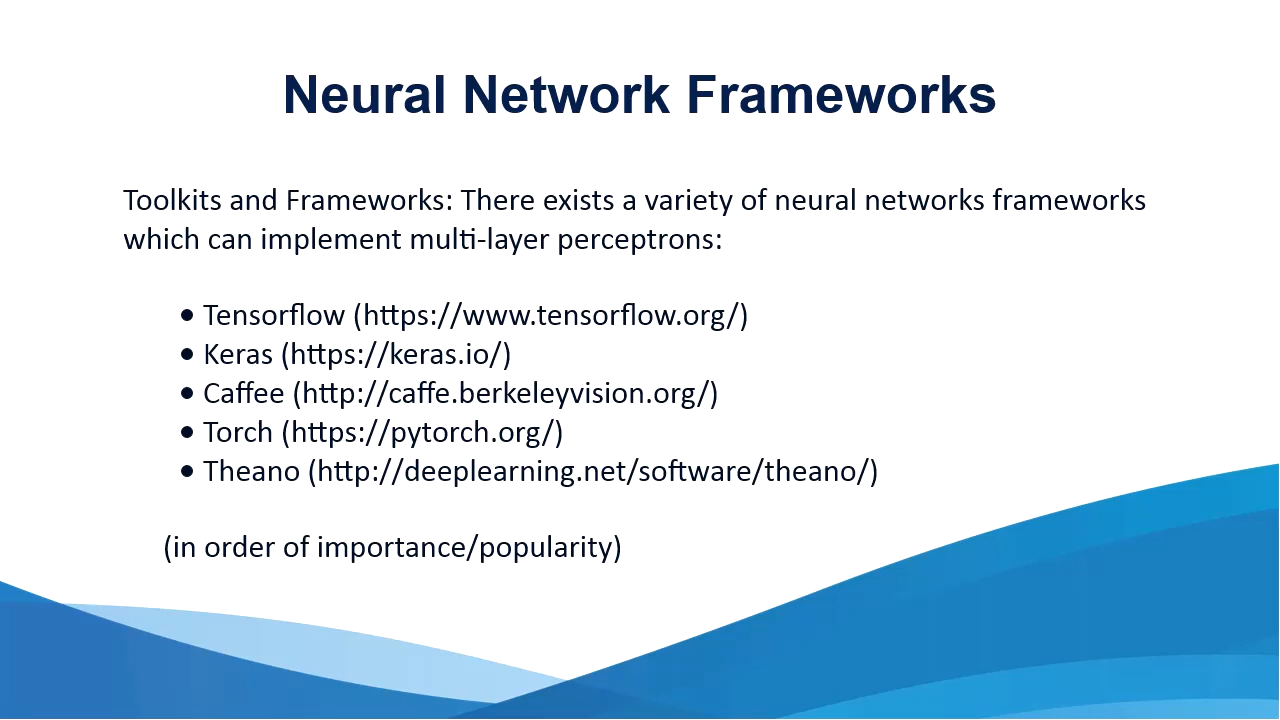 Neural Network Frameworks
Toolkits and Frameworks: There exists a variety of neural networks frameworks
which can implement multi-layer perceptrons:
• Tensorflow (https://www.tensorflow.org/)
• Keras (https://keras.io/)
• Caffee (http://caffe.berkeleyvision.org/)
• Torch (https://pytorch.org/)
• Theano (http://deeplearning.net/software/theano/)
(in order of importance/popularity)